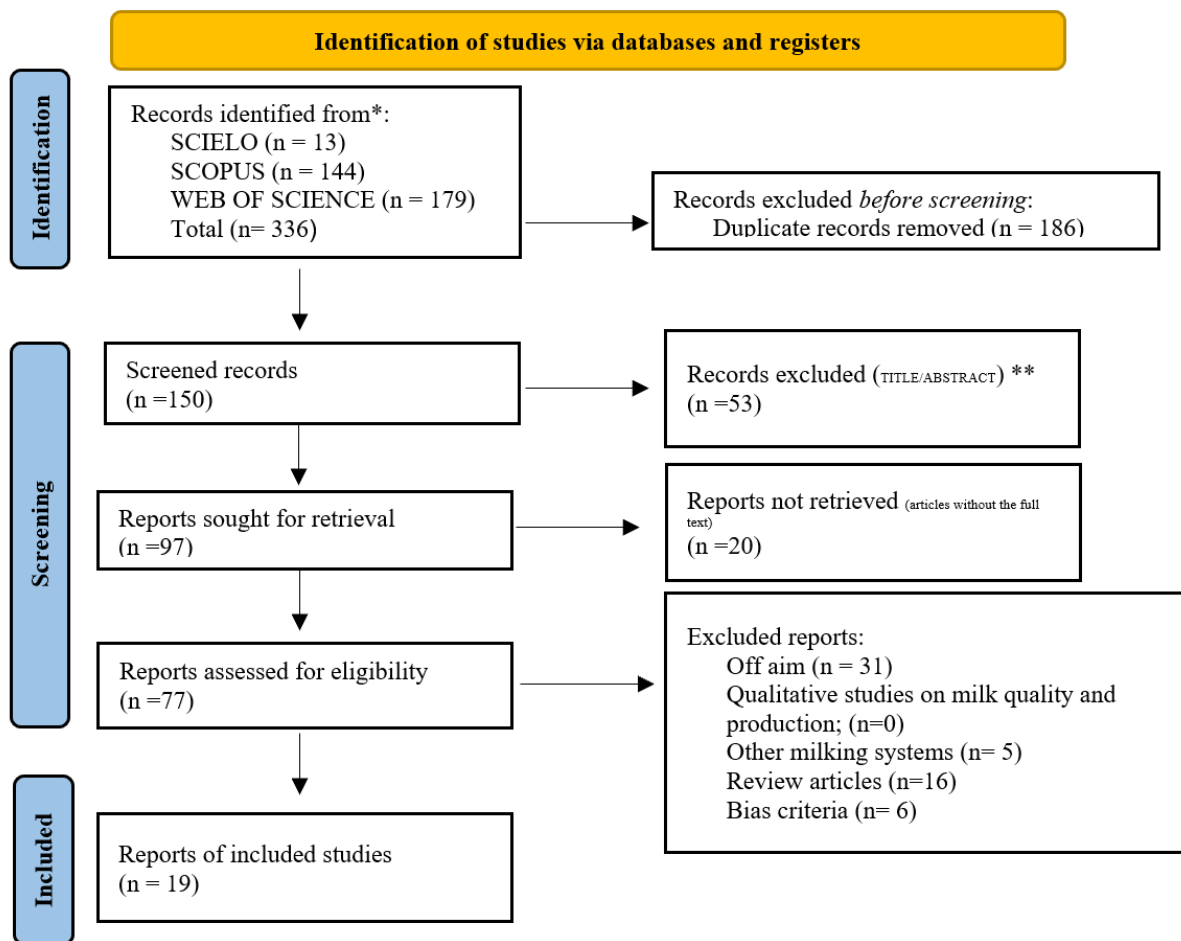 Identification of studies via databases and registers
Identification
Records identified from*:
SCIELO (n = 13)
SCOPUS (n = 144)
WEB OF SCIENCE (n = 179)
Total (n= 336)
Records excluded before screening:
Duplicate records removed (n = 186)
Screening
Screened records
(n =150)
Records excluded (TITLE/ABSTRACT) **
(n =53)
Reports sought for retrieval
(n =97)
Reports not retrieved (articles without the full
text)
(n =20)
Reports assessed for eligibility
(n =77)
Excluded reports:
Off aim (n = 31)
Qualitative studies on milk quality and
production; (n=0)
Other milking systems (n= 5)
Review articles (n=16)
Bias criteria (n= 6)
Included
Reports of included studies
(n = 19)